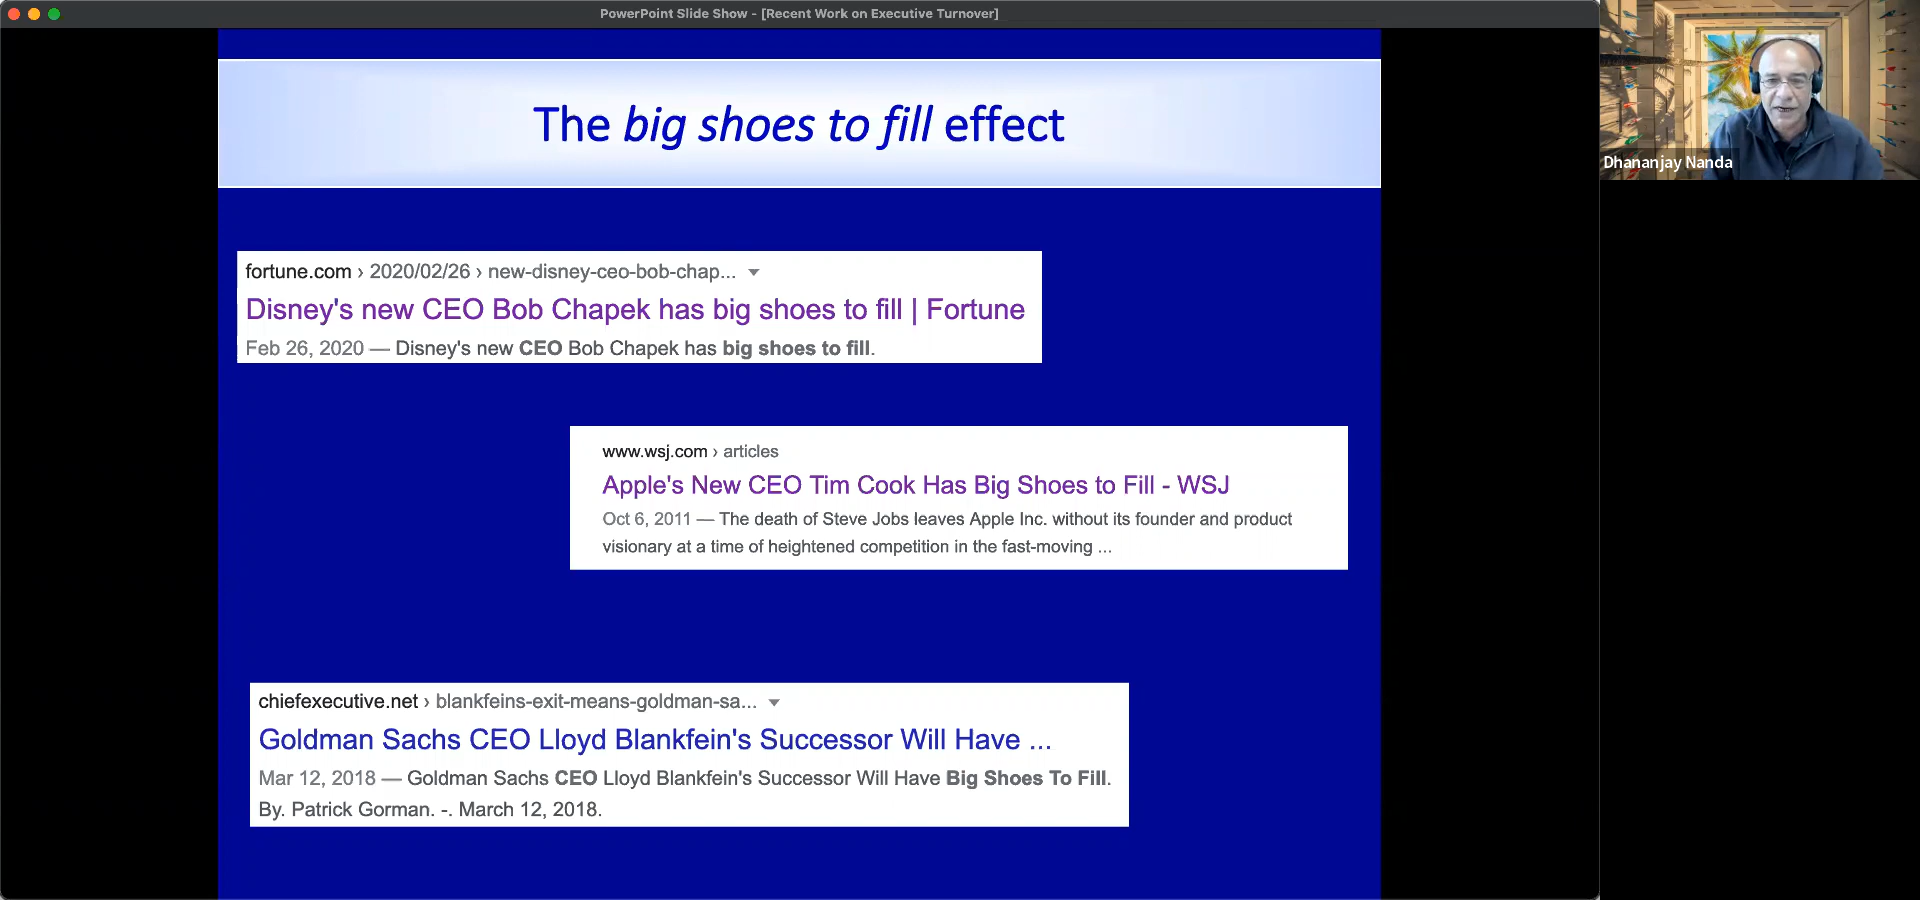 PowerPoint Slide Show - [Recent Work on Executive Turnover]
The big shoes to fill effect
fortune.com › 2020/02/26 › new-disney-ceo-bob-chap...
Disney's new CEO Bob Chapek has big shoes to fill | Fortune
Feb 26, 2020 — Disney's new CEO Bob Chapek has big shoes to fill.
www.wsj.com › articles
Apple's New CEO Tim Cook Has Big Shoes to Fill - WSJ
Oct 6, 2011 — The death of Steve Jobs leaves Apple Inc. without its founder and product
visionary at a time of heightened competition in the fast-moving ...
chiefexecutive.net › blankfeins-exit-means-goldman-sa...
Goldman Sachs CEO Lloyd Blankfein's Successor Will Have ...
Mar 12, 2018 — Goldman Sachs CEO Lloyd Blankfein's Successor Will Have Big Shoes To Fill.
By. Patrick Gorman. -. March 12, 2018.
Dhananjay Nanda